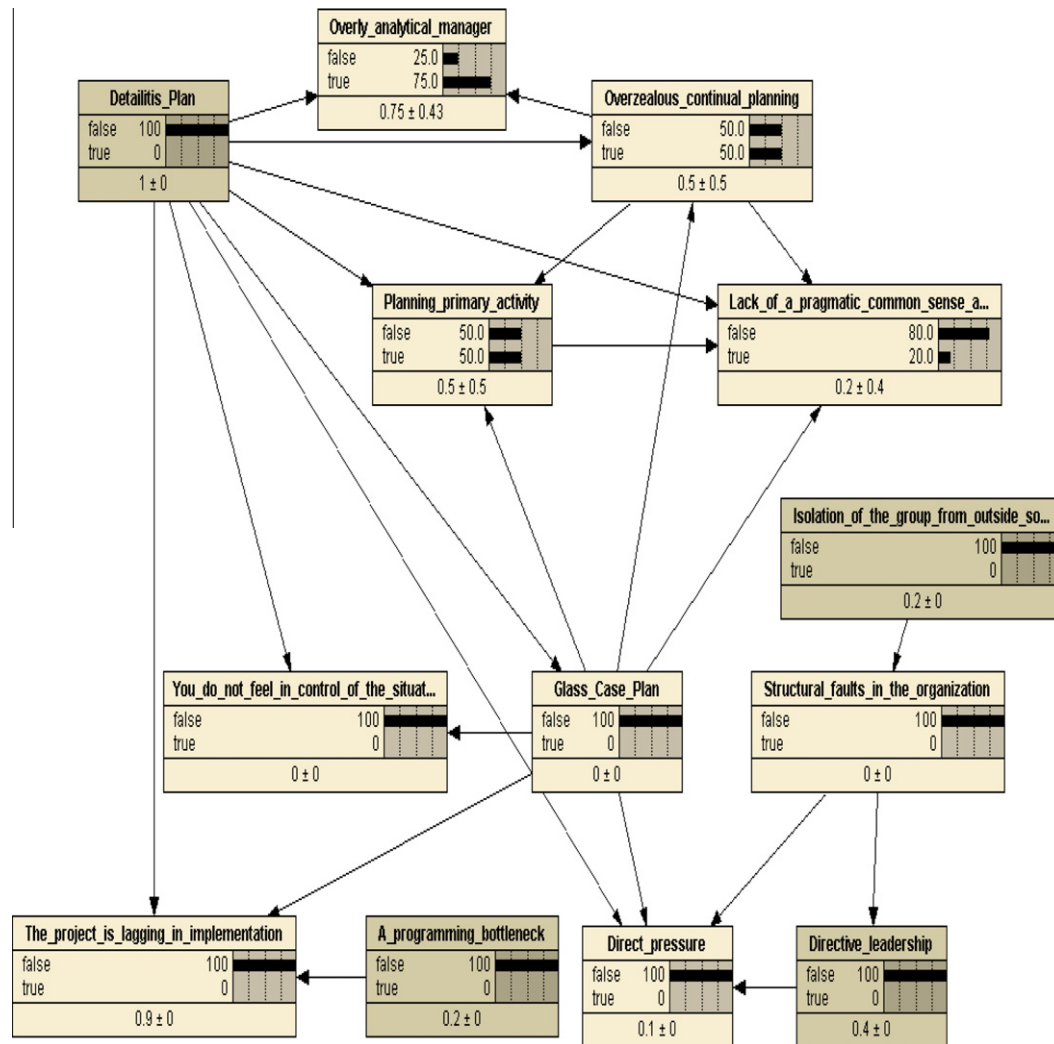 Overly_analytical_manager
false 25.0
true 75.0
0.75 ± 0.43
Detailitis_Plan
false 100
true 0
1 ± 0
Overzealous_continual_planning
false 50.0
true 50.0
0.5 ± 0.5
Planning_primary_activity
false 50.0
true 50.0
0.5 ± 0.5
Lack_of_a_pragmatic_common_sense_a...
false 80.0
true 20.0
0.2 ± 0.4
Isolation_of_the_group_from_outside_so...
false 100
true 0
0.2 ± 0
You_do_not_feel_in_control_of_the_situat...
false 100
true 0
0 ± 0
Glass_Case_Plan
false 100
true 0
0 ± 0
Structural_faults_in_the_organization
false 100
true 0
0 ± 0
The_project_is_lagging_in_implementation
false 100
true 0
0.9 ± 0
A_programming_bottleneck
false 100
true 0
0.2 ± 0
Direct_pressure
false 100
true 0
0.1 ± 0
Directive_leadership
false 100
true 0
0.4 ± 0